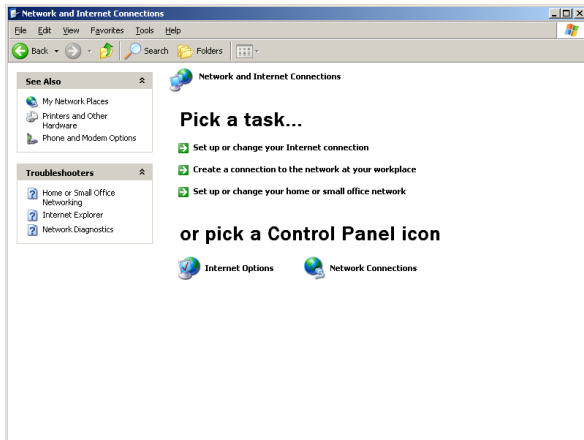 Network and Internet Connections
File Edit View Favorites Tools Help
Back Search Folders
See Also
My Network Places
Printers and Other
Hardware
Phone and Modem Options
Troubleshooters
Home or Small Office
Networking
Internet Explorer
Network Diagnostics
Network and Internet Connections
Pick a task...
Set up or change your Internet connection
Create a connection to the network at your workplace
Set up or change your home or small office network
or pick a Control Panel icon
Internet Options Network Connections